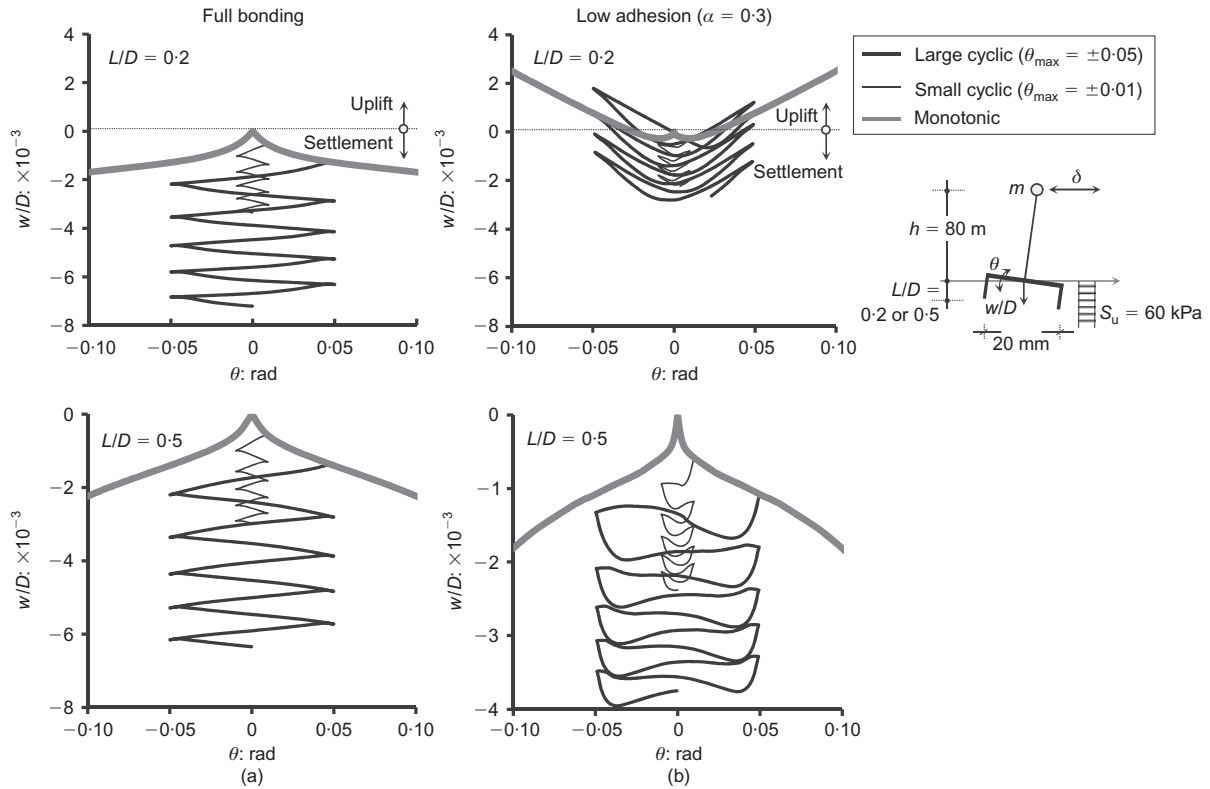 Full bonding
4
2
0
−2
−4
−6
−8
w/D: ×10−3
L/D = 0·2
Uplift
Settlement
−0·10
−0·05
0
0·05
0·10
θ: rad
Low adhesion (α = 0·3)
4
2
0
−2
−4
−6
−8
w/D: ×10−3
L/D = 0·2
Uplift
Settlement
−0·10
−0·05
0
0·05
0·10
θ: rad
Large cyclic (θmax = ±0·05)
Small cyclic (θmax = ±0·01)
Monotonic
m
δ
h = 80 m
θ
L/D =
0·2 or 0·5
w/D
Su = 60 kPa
20 mm
0
−2
−4
−6
−8
w/D: ×10−3
L/D = 0·5
−0·10
−0·05
0
0·05
0·10
θ: rad
(a)
0
−1
−2
−3
−4
w/D: ×10−3
L/D = 0·5
−0·10
−0·05
0
0·05
0·10
θ: rad
(b)